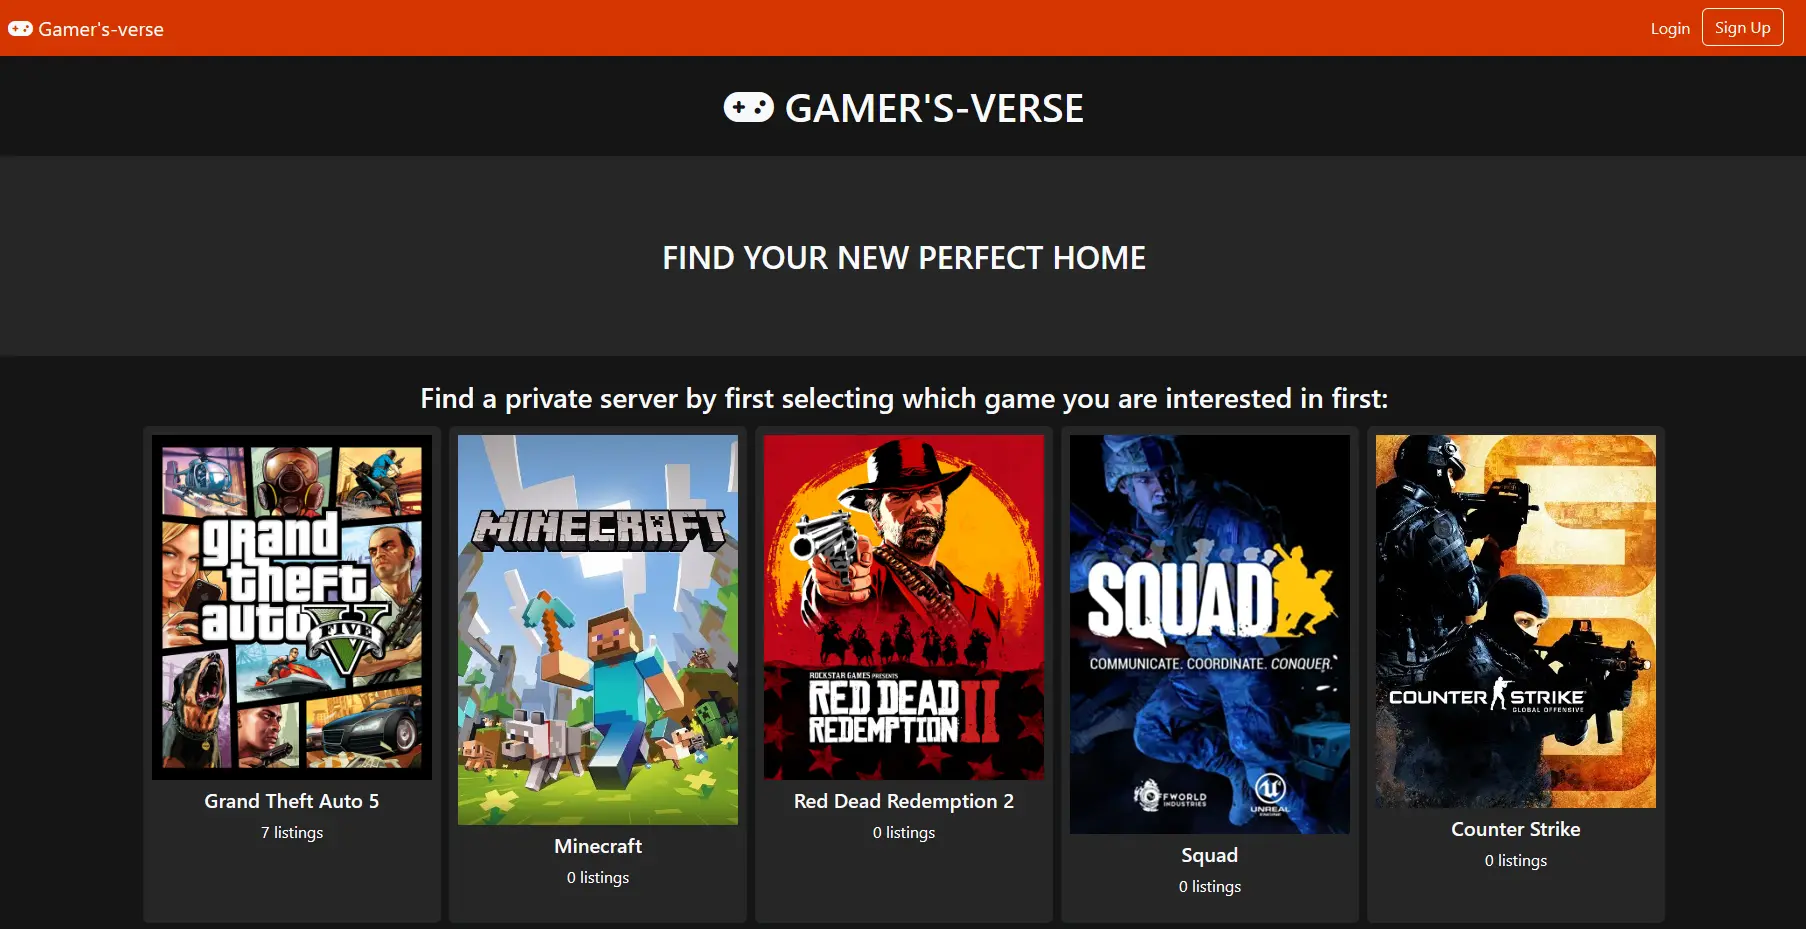 Gamer's-verse
Login
Sign Up
GAMER'S-VERSE
FIND YOUR NEW PERFECT HOME
Find a private server by first selecting which game you are interested in first:
grand
theft
auto
FIVE
Grand Theft Auto 5
7 listings
MINECRAFT
Minecraft
0 listings
ROCKSTAR GAMES PRESENTS
RED DEAD
REDEMPTION II
Red Dead Redemption 2
0 listings
SQUAD
COMMUNICATE. COORDINATE. CONQUER.
OFFWORLD
INDUSTRIES
UNREAL
Squad
0 listings
COUNTER STRIKE
GLOBAL OFFENSIVE
Counter Strike
0 listings